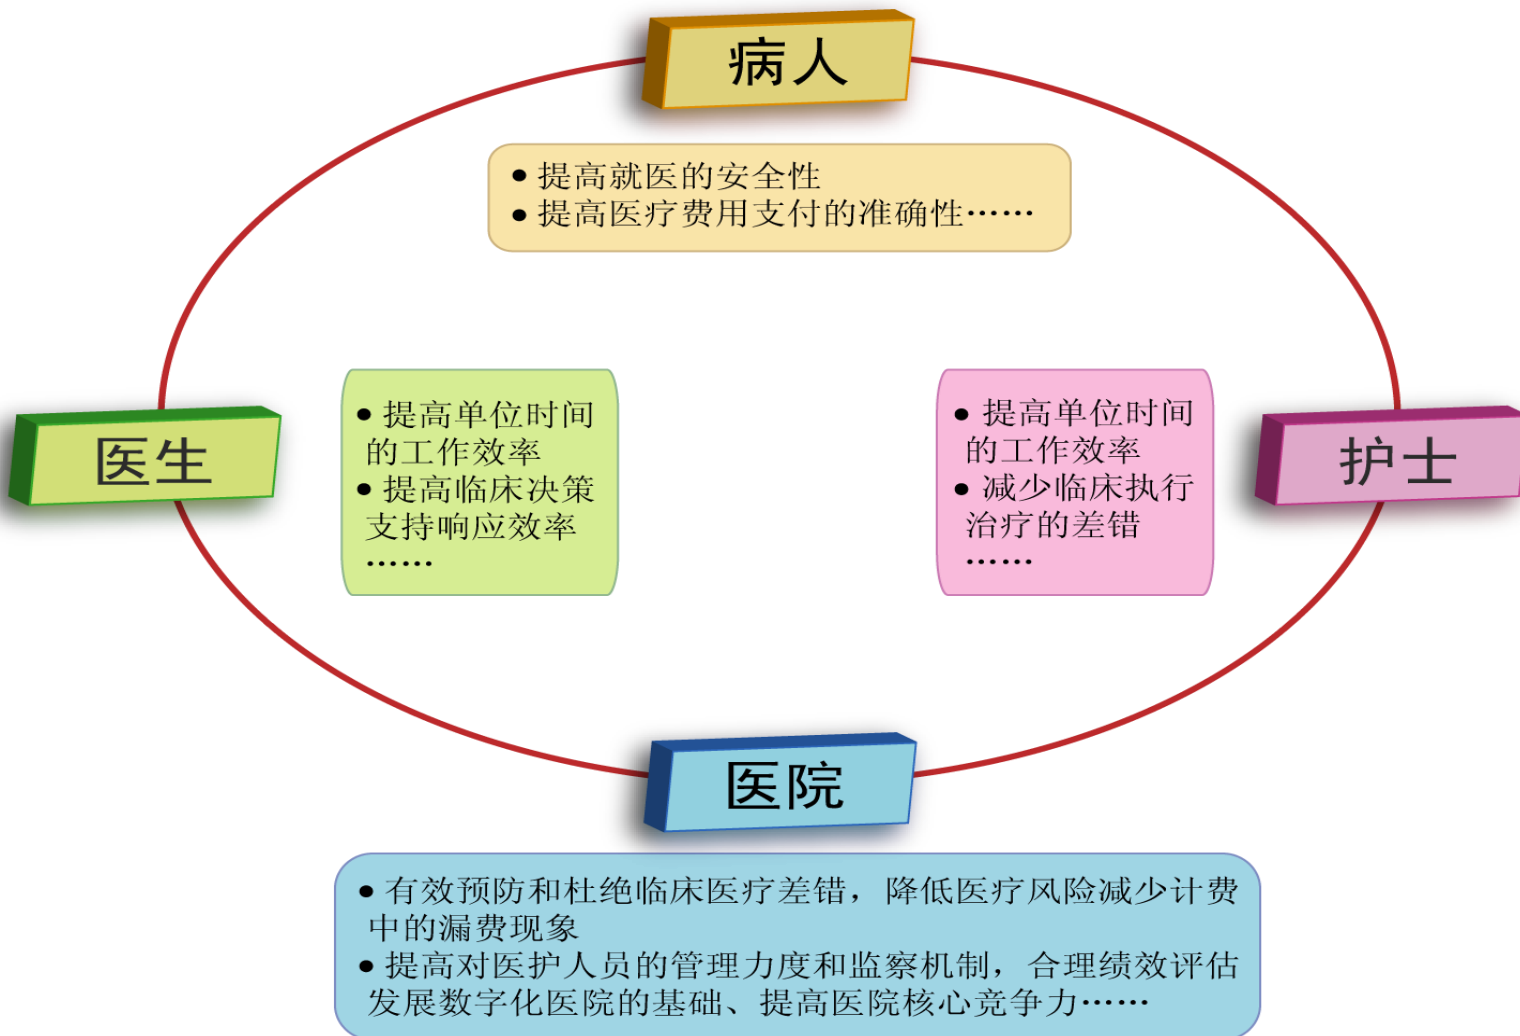 病人
● 提高就医的安全性
● 提高医疗费用支付的准确性……
医生
● 提高单位时间
的工作效率
● 提高临床决策
支持响应效率
……
● 提高单位时间
的工作效率
● 减少临床执行
治疗的差错
……
护士
医院
● 有效预防和杜绝临床医疗差错，降低医疗风险减少计费
中的漏费现象
● 提高对医护人员的管理力度和监察机制，合理绩效评估
发展数字化医院的基础、提高医院核心竞争力……